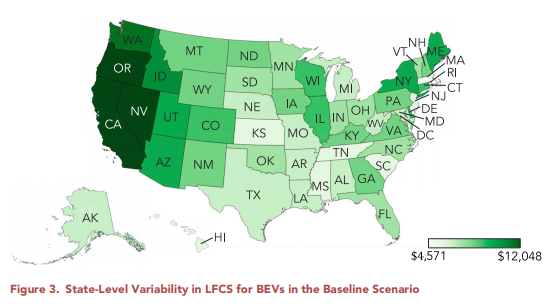 WA
MT
ND
MN
VT
NH
ME
OR
ID
WY
SD
WI
MI
NY
MA
RI
CT
NJ
NV
UT
CO
NE
IA
IL
IN
OH
PA
DE
MD
DC
CA
KS
MO
KY
WV
VA
AZ
NM
OK
AR
TN
NC
SC
TX
LA
MS
AL
GA
FL
AK
HI
$4,571
$12,048
Figure 3. State-Level Variability in LFCS for BEVs in the Baseline Scenario